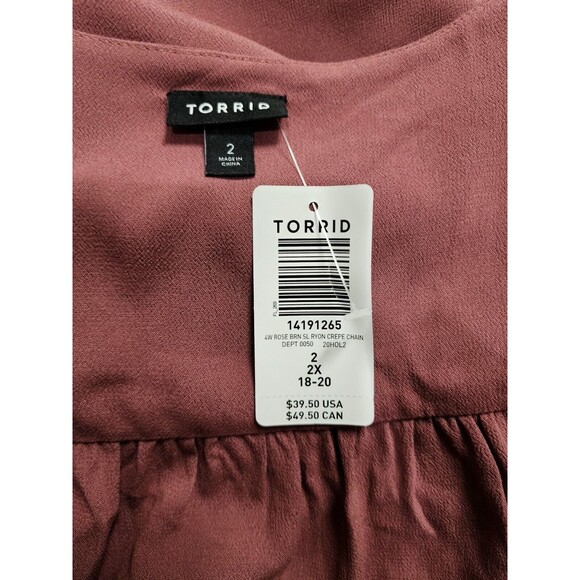 TORRID
2
MADE IN
CHINA
TORRID
14191265
4W ROSE BRN SL RYON CREPE CHAIN
DEPT 0050 20HOL2
2
2X
18-20
$39.50 USA
$49.50 CAN